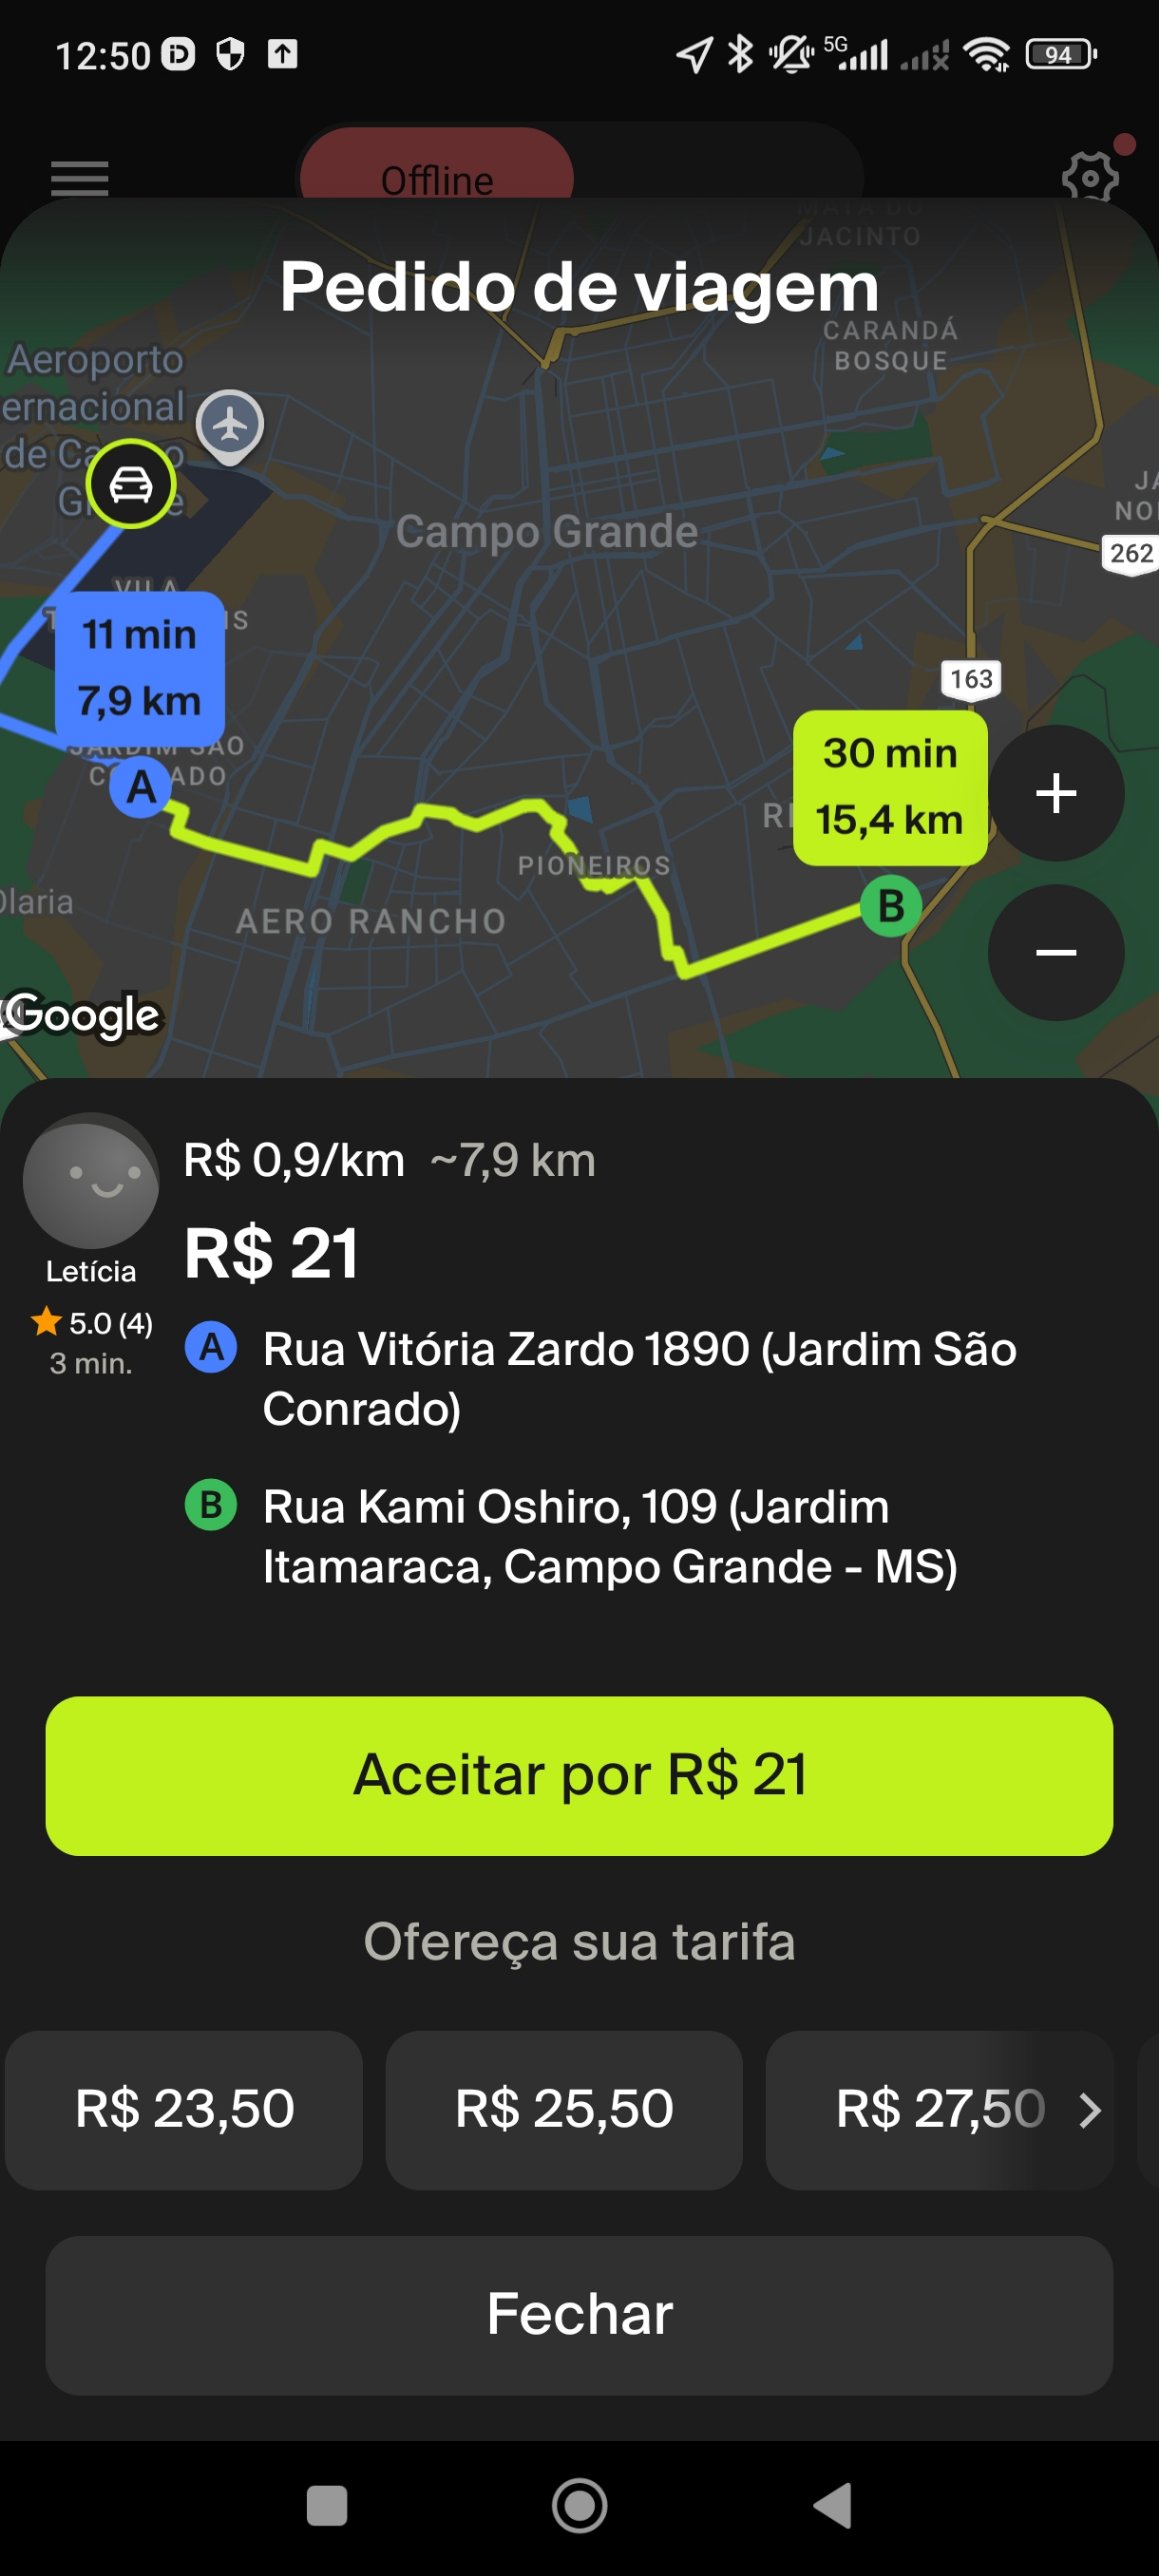 12:50
5G
94
Offline
Pedido de viagem
JACINTO
CARANDÁ
BOSQUE
Aeroporto
ernacional
Campo Grande
262
VILA
11 min
7,9 km
163
30 min
15,4 km
A
PIONEIROS
B
AERO RANCHO
Google
R$ 0,9/km ~7,9 km
R$ 21
Letícia
5.0 (4)
3 min.
A Rua Vitória Zardo 1890 (Jardim São
Conrado)
B Rua Kami Oshiro, 109 (Jardim
Itamaraca, Campo Grande - MS)
Aceitar por R$ 21
Ofereça sua tarifa
R$ 23,50 R$ 25,50 R$ 27,50
Fechar